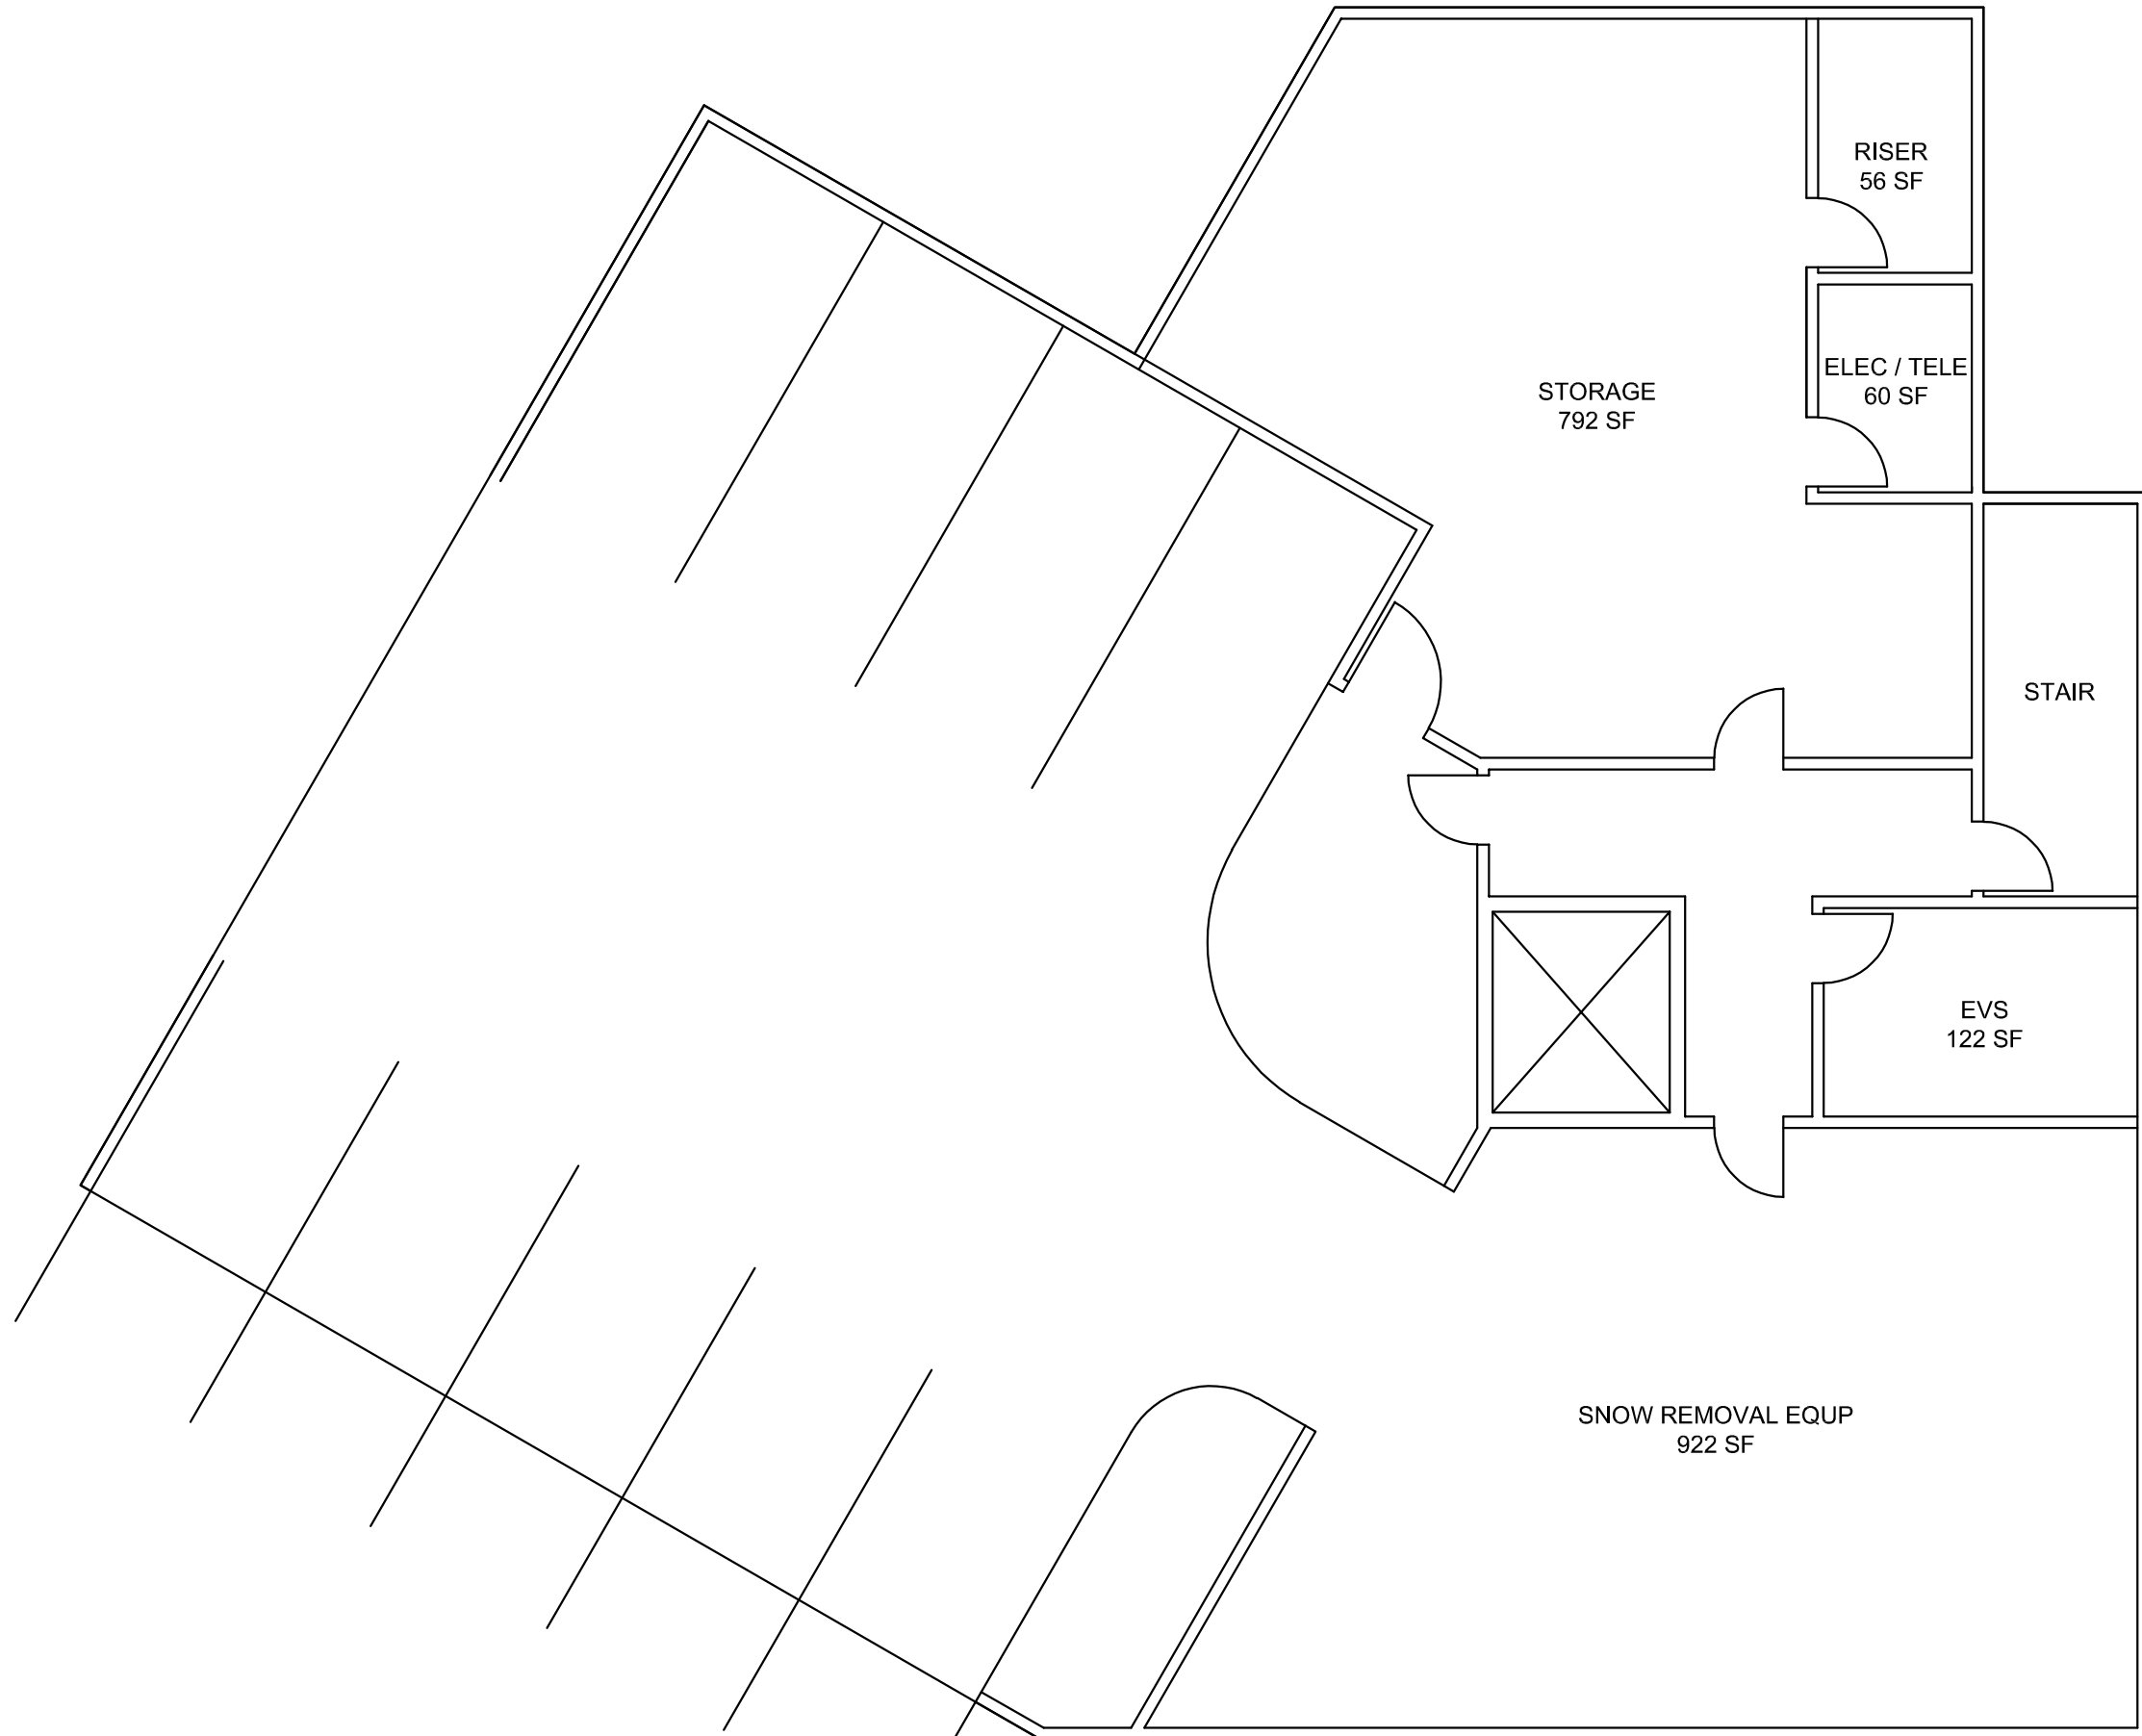 RISER
56 SF
ELEC / TELE
60 SF
STORAGE
792 SF
STAIR
EVS
122 SF
SNOW REMOVAL EQUP
922 SF